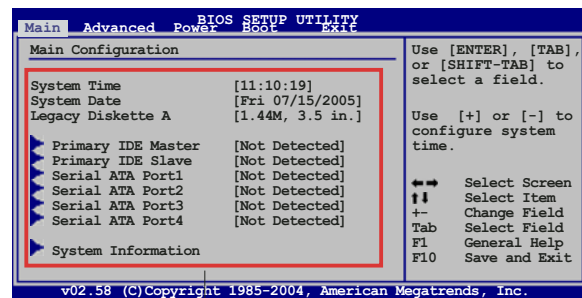 BIOS SETUP UTILITY
Main Advanced Power Boot Exit
Main Configuration
System Time [11:10:19]
System Date [Fri 07/15/2005]
Legacy Diskette A [1.44M, 3.5 in.]
Primary IDE Master [Not Detected]
Primary IDE Slave [Not Detected]
Serial ATA Port1 [Not Detected]
Serial ATA Port2 [Not Detected]
Serial ATA Port3 [Not Detected]
Serial ATA Port4 [Not Detected]
System Information
Use [ENTER], [TAB],
or [SHIFT-TAB] to
select a field.
Use [+] or [-] to
configure system
time.
←→ Select Screen
↑↓ Select Item
+- Change Field
Tab Select Field
F1 General Help
F10 Save and Exit
v02.58 (C)Copyright 1985-2004, American Megatrends, Inc.